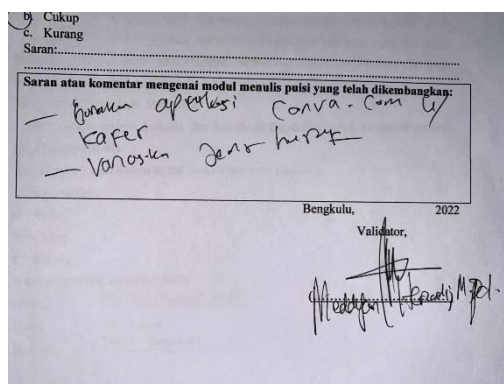 b. Cukup
c. Kurang
Saran:
Saran atau komentar mengenai modul menulis puisi yang telah dikembangkan:
— Gunakan aplikasi Canva.com u/
Kafer
— Variasikan Jenis huruf
Bengkulu, 2022
Validator,
M.Pd.